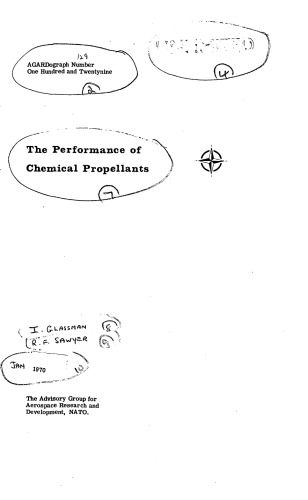 129
AGARDograph Number
One Hundred and Twentynine
2
4
The Performance of
Chemical Propellants
7
I. GLASSMAN 8
R. F. SAWYER 9
JAN 1970 10
The Advisory Group for
Aerospace Research and
Development, NATO.